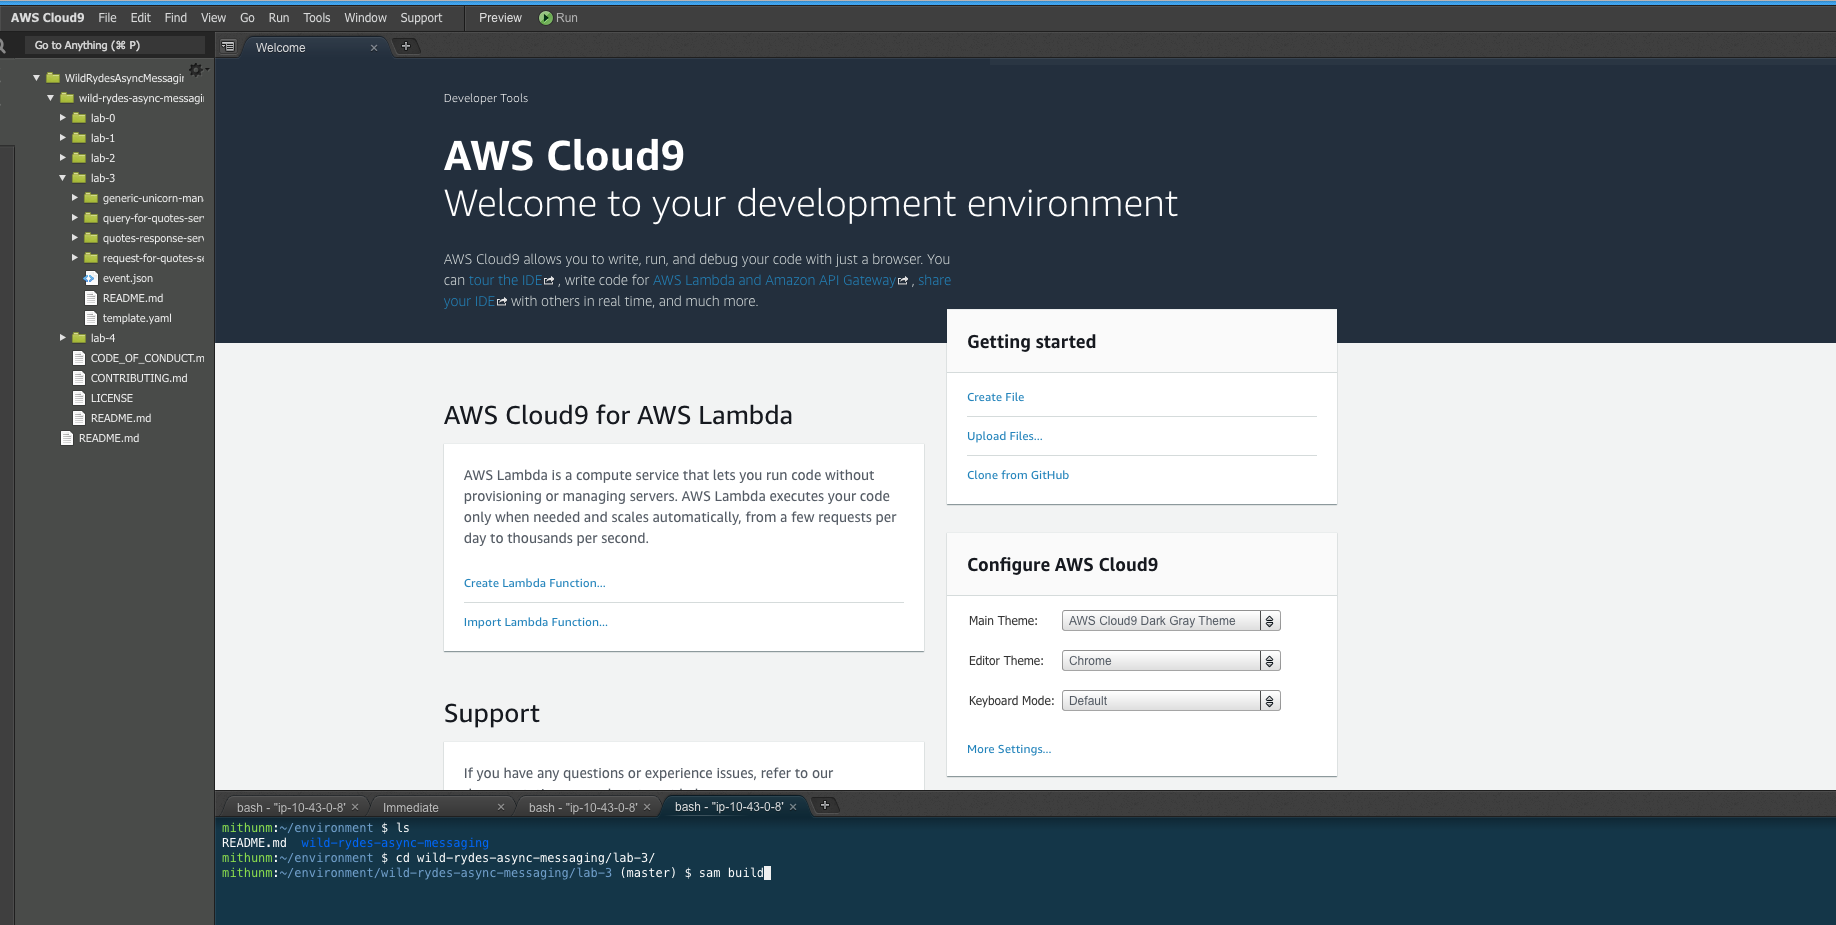 AWS Cloud9 File Edit Find View Go Run Tools Window Support Preview Run
Go to Anything (⌘ P)
Welcome
WildRydesAsyncMessagin
wild-rydes-async-messagi
lab-0
lab-1
lab-2
lab-3
generic-unicorn-mana
query-for-quotes-serv
quotes-response-serv
request-for-quotes-se
event.json
README.md
template.yaml
lab-4
CODE_OF_CONDUCT.m
CONTRIBUTING.md
LICENSE
README.md
README.md
Developer Tools
AWS Cloud9
Welcome to your development environment
AWS Cloud9 allows you to write, run, and debug your code with just a browser. You
can tour the IDE , write code for AWS Lambda and Amazon API Gateway , share
your IDE with others in real time, and much more.
Getting started
Create File
Upload Files...
Clone from GitHub
AWS Cloud9 for AWS Lambda
AWS Lambda is a compute service that lets you run code without
provisioning or managing servers. AWS Lambda executes your code
only when needed and scales automatically, from a few requests per
day to thousands per second.
Create Lambda Function...
Import Lambda Function...
Configure AWS Cloud9
Main Theme: AWS Cloud9 Dark Gray Theme
Editor Theme: Chrome
Keyboard Mode: Default
More Settings...
Support
If you have any questions or experience issues, refer to our
bash - "ip-10-43-0-8" Immediate bash - "ip-10-43-0-8" bash - "ip-10-43-0-8"
mithunm:~/environment $ ls
README.md wild-rydes-async-messaging
mithunm:~/environment $ cd wild-rydes-async-messaging/lab-3/
mithunm:~/environment/wild-rydes-async-messaging/lab-3 (master) $ sam build